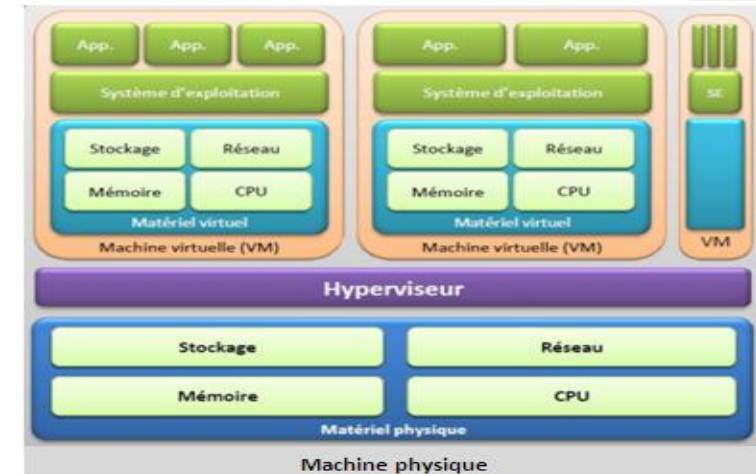 App. App. App.
Système d'exploitation
Stockage Réseau
Mémoire CPU
Matériel virtuel
Machine virtuelle (VM)
App. App.
Système d'exploitation
Stockage Réseau
Mémoire CPU
Matériel virtuel
Machine virtuelle (VM)
SE
VM
Hyperviseur
Stockage Réseau
Mémoire CPU
Matériel physique
Machine physique